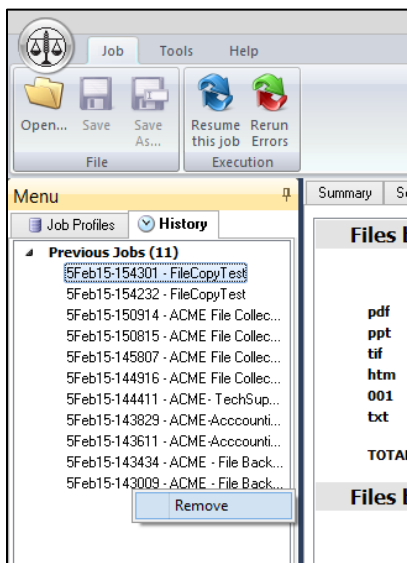 Job Tools Help
Open... Save Save As... Resume this job Rerun Errors
File Execution
Menu
Job Profiles History
Previous Jobs (11)
5Feb15-154301 - FileCopyTest
5Feb15-154232 - FileCopyTest
5Feb15-150914 - ACME File Collec...
5Feb15-150815 - ACME File Collec...
5Feb15-145807 - ACME File Collec...
5Feb15-144916 - ACME File Collec...
5Feb15-144411 - ACME- TechSup...
5Feb15-143829 - ACME-Acccounti...
5Feb15-143611 - ACME-Acccounti...
5Feb15-143434 - ACME - File Back...
5Feb15-143009 - ACME - File Back...
Remove
Summary
Files
pdf
ppt
tif
htm
001
txt
Files